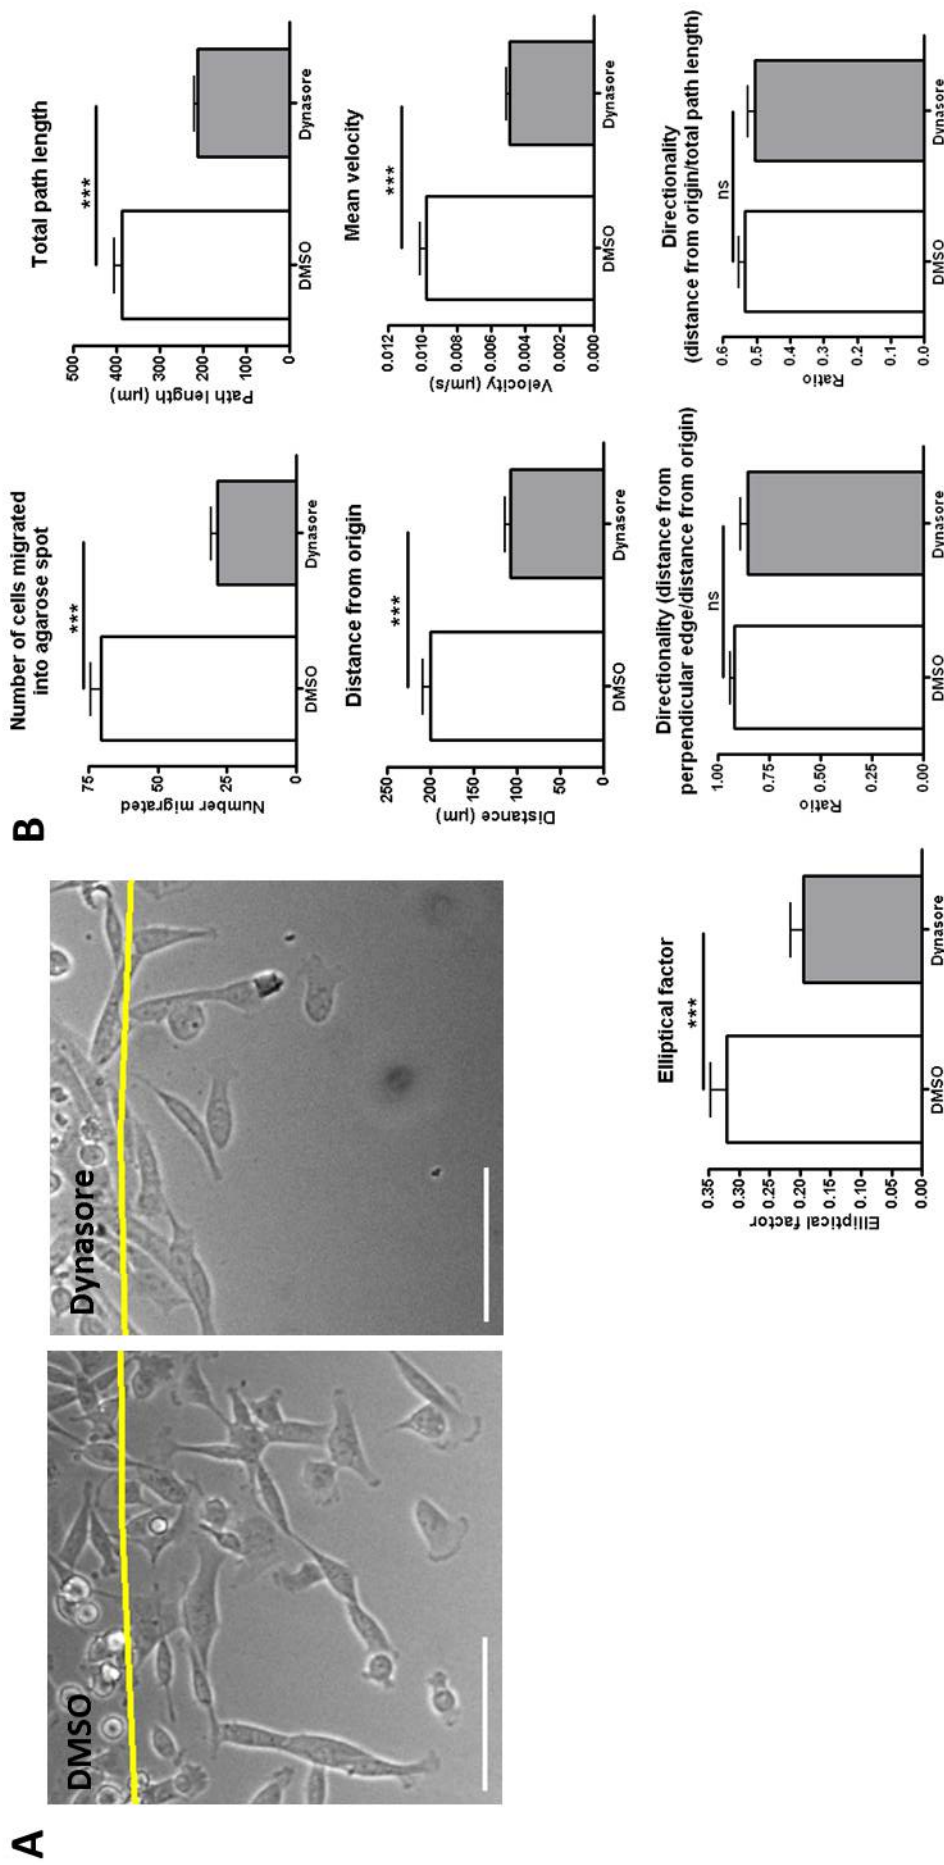 A
DMSO
Dynasore
B
Number of cells migrated
into agarose spot
Number migrated
75
50
25
0
***
DMSO
Dynasore
Total path length
Path length (µm)
500
400
300
200
100
0
***
DMSO
Dynasore
Distance from origin
Distance (µm)
250
200
150
100
50
0
***
DMSO
Dynasore
Mean velocity
Velocity (µm/s)
0.012
0.010
0.008
0.006
0.004
0.002
0.000
***
DMSO
Dynasore
Elliptical factor
Elliptical factor
0.35
0.30
0.25
0.20
0.15
0.10
0.05
0.00
***
DMSO
Dynasore
Directionality (distance from
perpendicular edge/distance from origin)
Ratio
1.00
0.75
0.50
0.25
0.00
ns
DMSO
Dynasore
Directionality
(distance from origin/total path length)
Ratio
0.6
0.5
0.4
0.3
0.2
0.1
0.0
ns
DMSO
Dynasore